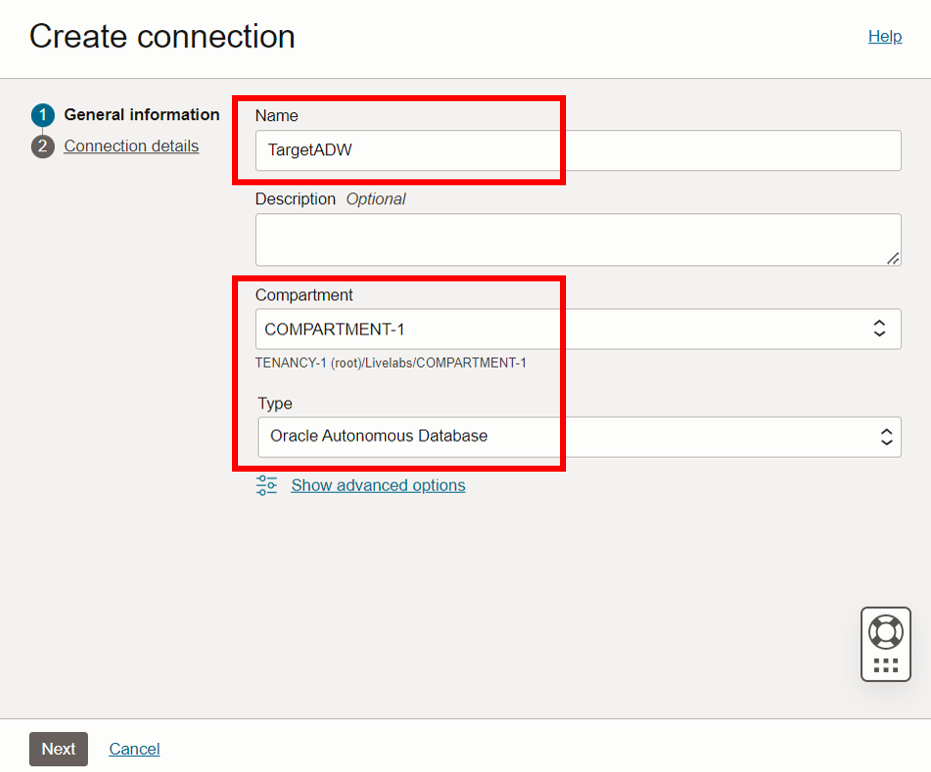 Create connection
Help
1 General information
2 Connection details
Name
TargetADW
Description Optional
Compartment
COMPARTMENT-1
TENANCY-1 (root)/Livelabs/COMPARTMENT-1
Type
Oracle Autonomous Database
Show advanced options
Next Cancel